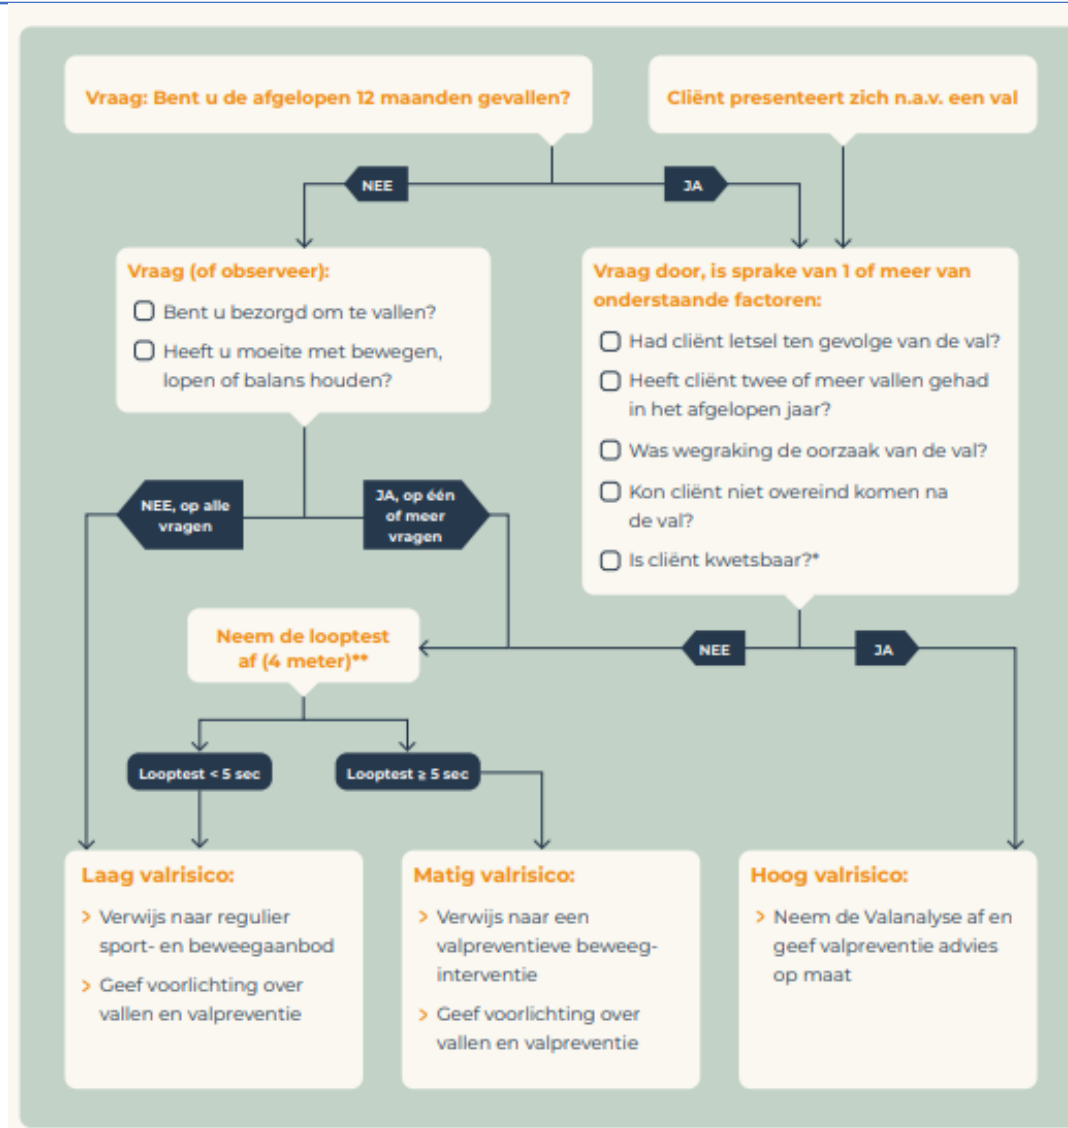 Vraag: Bent u de afgelopen 12 maanden gevallen?
Cliënt presenteert zich n.a.v. een val
NEE
JA
Vraag (of observeer):
Bent u bezorgd om te vallen?
Heeft u moeite met bewegen,
lopen of balans houden?
Vraag door, is sprake van 1 of meer van
onderstaande factoren:
Had cliënt letsel ten gevolge van de val?
Heeft cliënt twee of meer vallen gehad
in het afgelopen jaar?
Was wegraking de oorzaak van de val?
Kon cliënt niet overeind komen na
de val?
Is cliënt kwetsbaar?*
NEE, op alle
vragen
JA, op één
of meer
vragen
Neem de looptest
af (4 meter)**
NEE
JA
Looptest < 5 sec
Looptest ≥ 5 sec
Laag valrisico:
> Verwijs naar regulier
sport- en beweegaanbod
> Geef voorlichting over
vallen en valpreventie
Matig valrisico:
> Verwijs naar een
valpreventieve beweeg-
interventie
> Geef voorlichting over
vallen en valpreventie
Hoog valrisico:
> Neem de Valanalyse af en
geef valpreventie advies
op maat